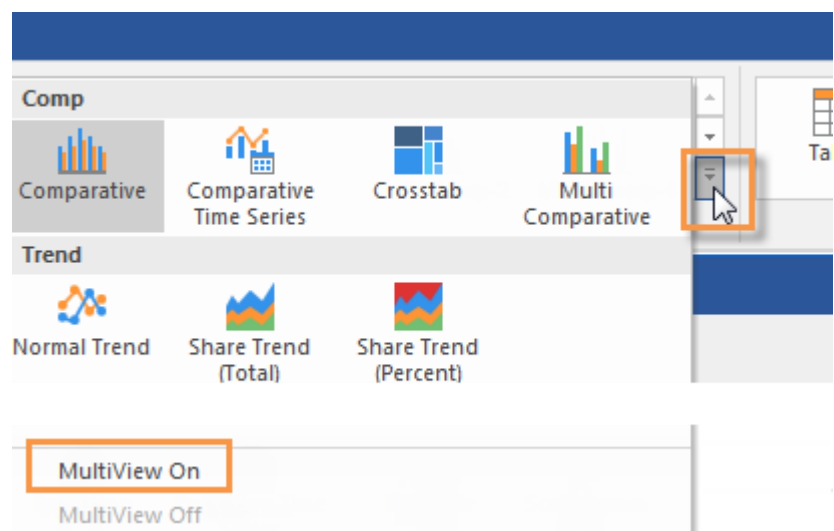 Comp
Comparative
Comparative
Time Series
Crosstab
Multi
Comparative
Trend
Normal Trend
Share Trend
(Total)
Share Trend
(Percent)
MultiView On
MultiView Off